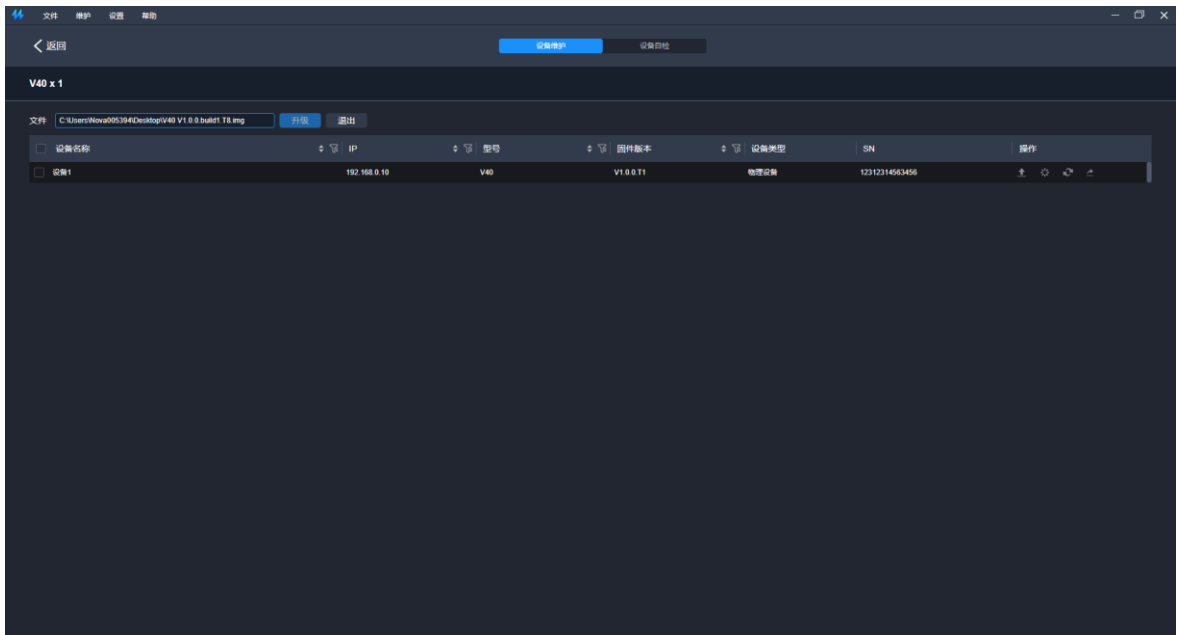 文件 维护 设置 帮助
返回 设备维护 设备自检
V40 x 1
文件 C:\Users\Nova005394\Desktop\V40 V1.0.0.build1.T8.img 升级 退出
设备名称 IP 型号 固件版本 设备类型 SN 操作
设备1 192.168.0.10 V40 V1.0.0.T1 物理设备 12312314563456